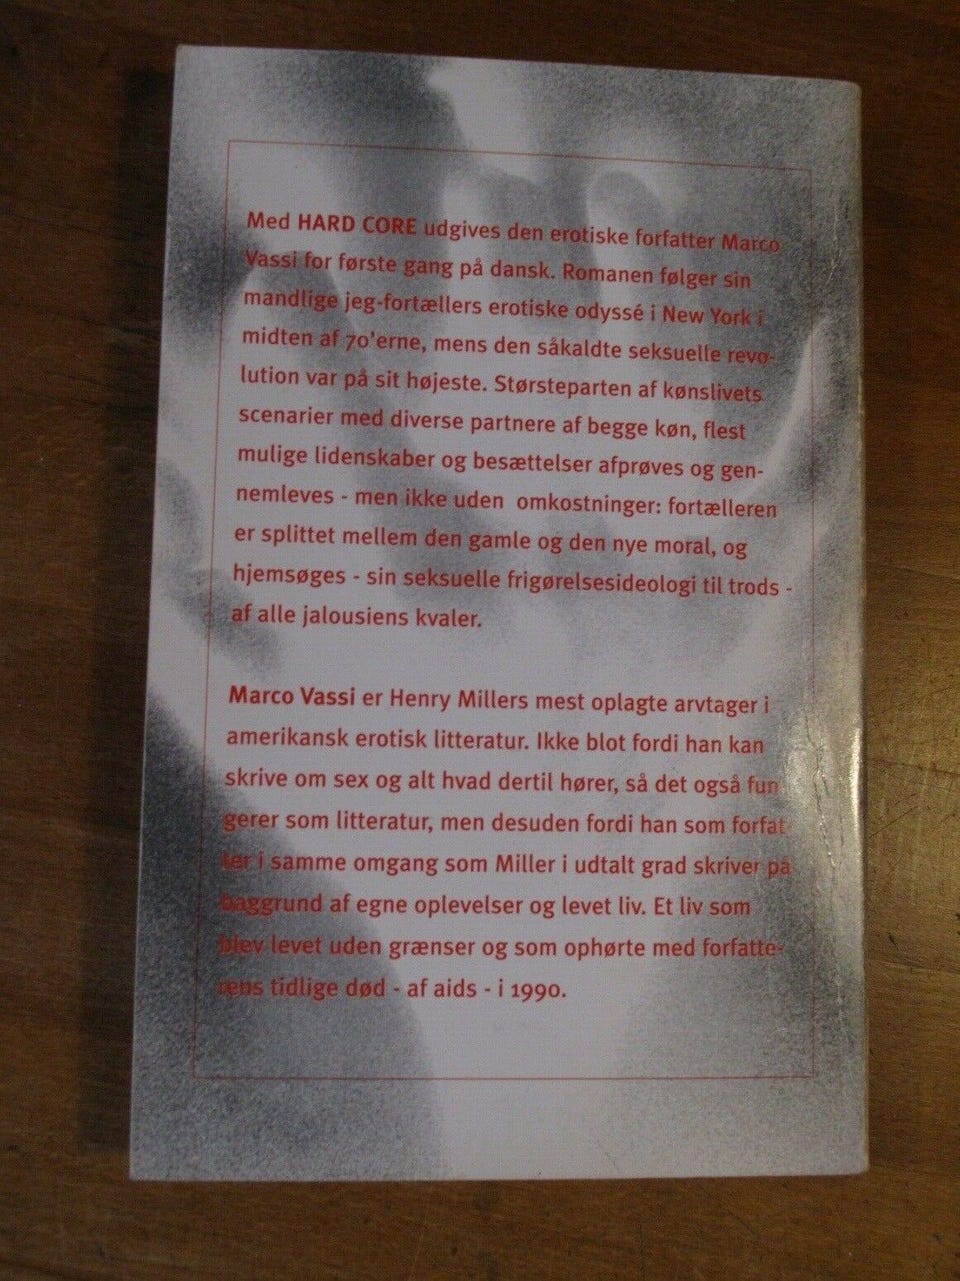 Med HARD CORE udgives den erotiske forfatter Marco
Vassi for første gang på dansk. Romanen følger sin
mandlige jeg-fortællers erotiske odyssé i New York i
midten af 70'erne, mens den såkaldte seksuelle revo-
lution var på sit højeste. Størsteparten af kønslivets
scenarier med diverse partnere af begge køn, flest
mulige lidenskaber og besættelser afprøves og gen-
nemleves - men ikke uden omkostninger: fortælleren
er splittet mellem den gamle og den nye moral, og
hjemsøges - sin seksuelle frigørelsesideologi til trods -
af alle jalousiens kvaler.
Marco Vassi er Henry Millers mest oplagte arvtager i
amerikansk erotisk litteratur. Ikke blot fordi han kan
skrive om sex og alt hvad dertil hører, så det også fun
gerer som litteratur, men desuden fordi han som forfat
ter i samme omgang som Miller i udtalt grad skriver på
baggrund af egne oplevelser og levet liv. Et liv som
blev levet uden grænser og som ophørte med forfatte-
rens tidlige død - af aids - i 1990.